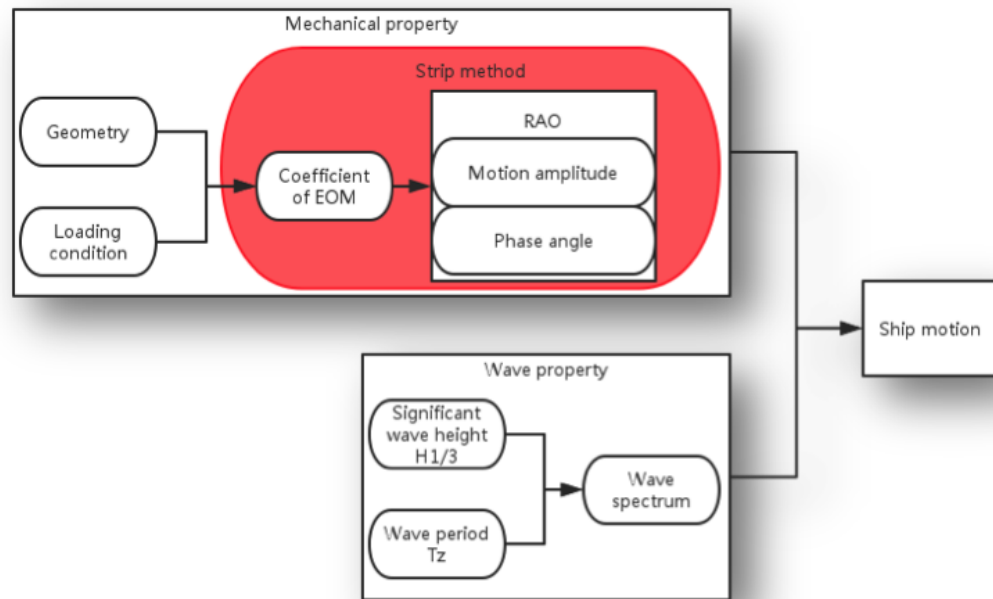 Mechanical property
Strip method
Geometry
Loading
condition
Coefficient
of EOM
RAO
Motion amplitude
Phase angle
Ship motion
Wave property
Significant
wave height
H1/3
Wave period
Tz
Wave
spectrum